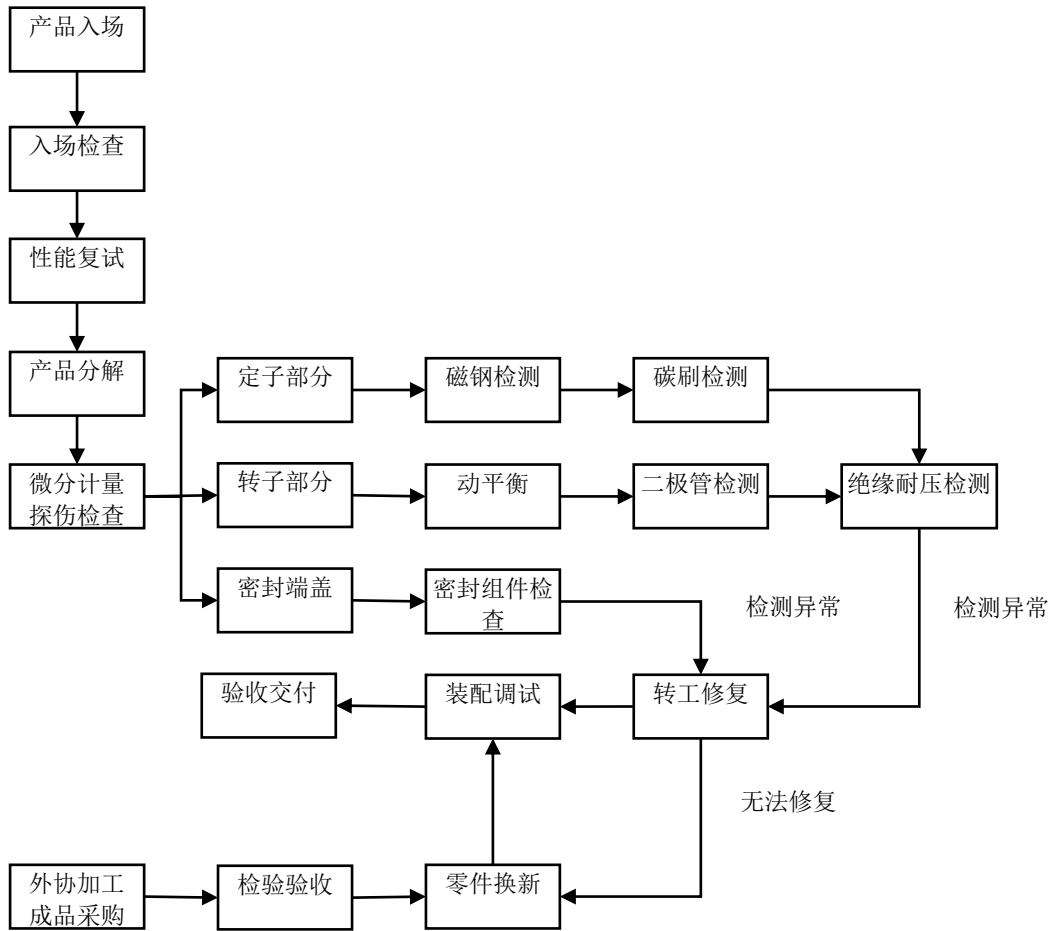 产品入场
入场检查
性能复试
产品分解
定子部分
磁钢检测
碳刷检测
微分计量
探伤检查
转子部分
动平衡
二极管检测
绝缘耐压检测
密封端盖
密封组件检
查
检测异常
检测异常
验收交付
装配调试
转工修复
无法修复
外协加工
成品采购
检验验收
零件换新